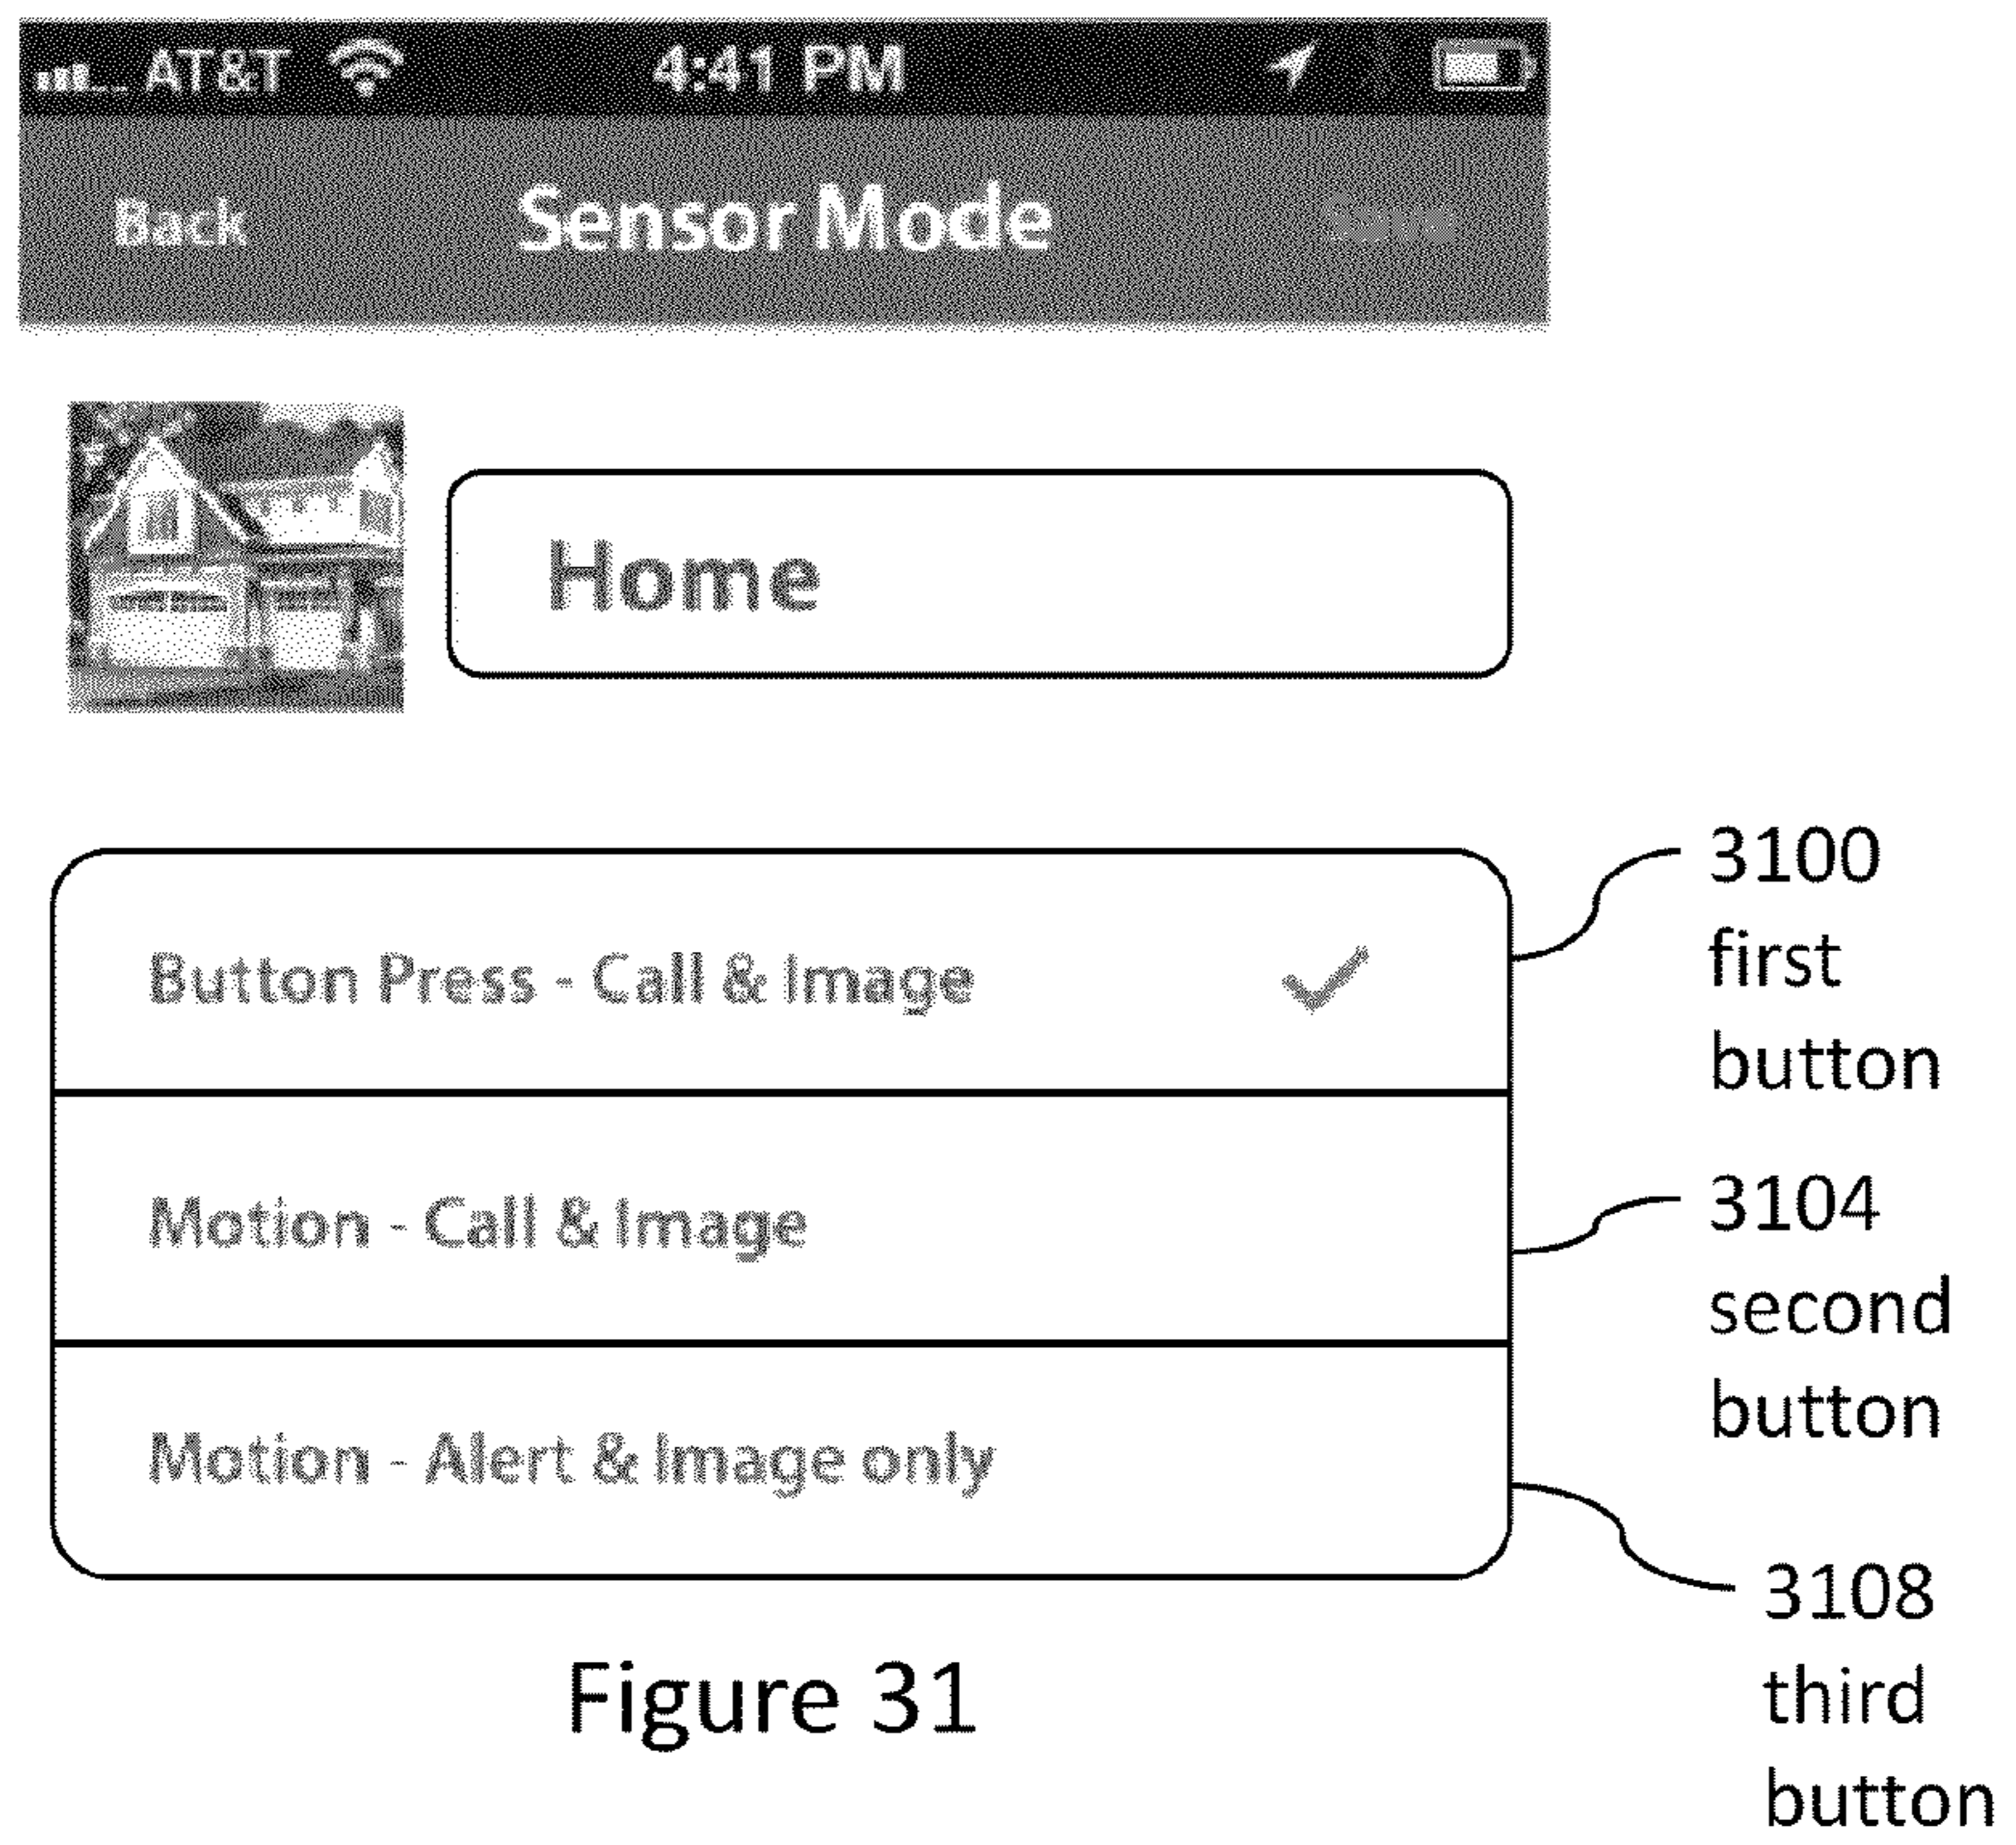 AT&T 4:41 PM
Back Sensor Mode Save
Home
Button Press - Call & Image
3100
first
button
Motion - Call & Image
3104
second
button
Motion - Alert & Image only
3108
third
button
Figure 31